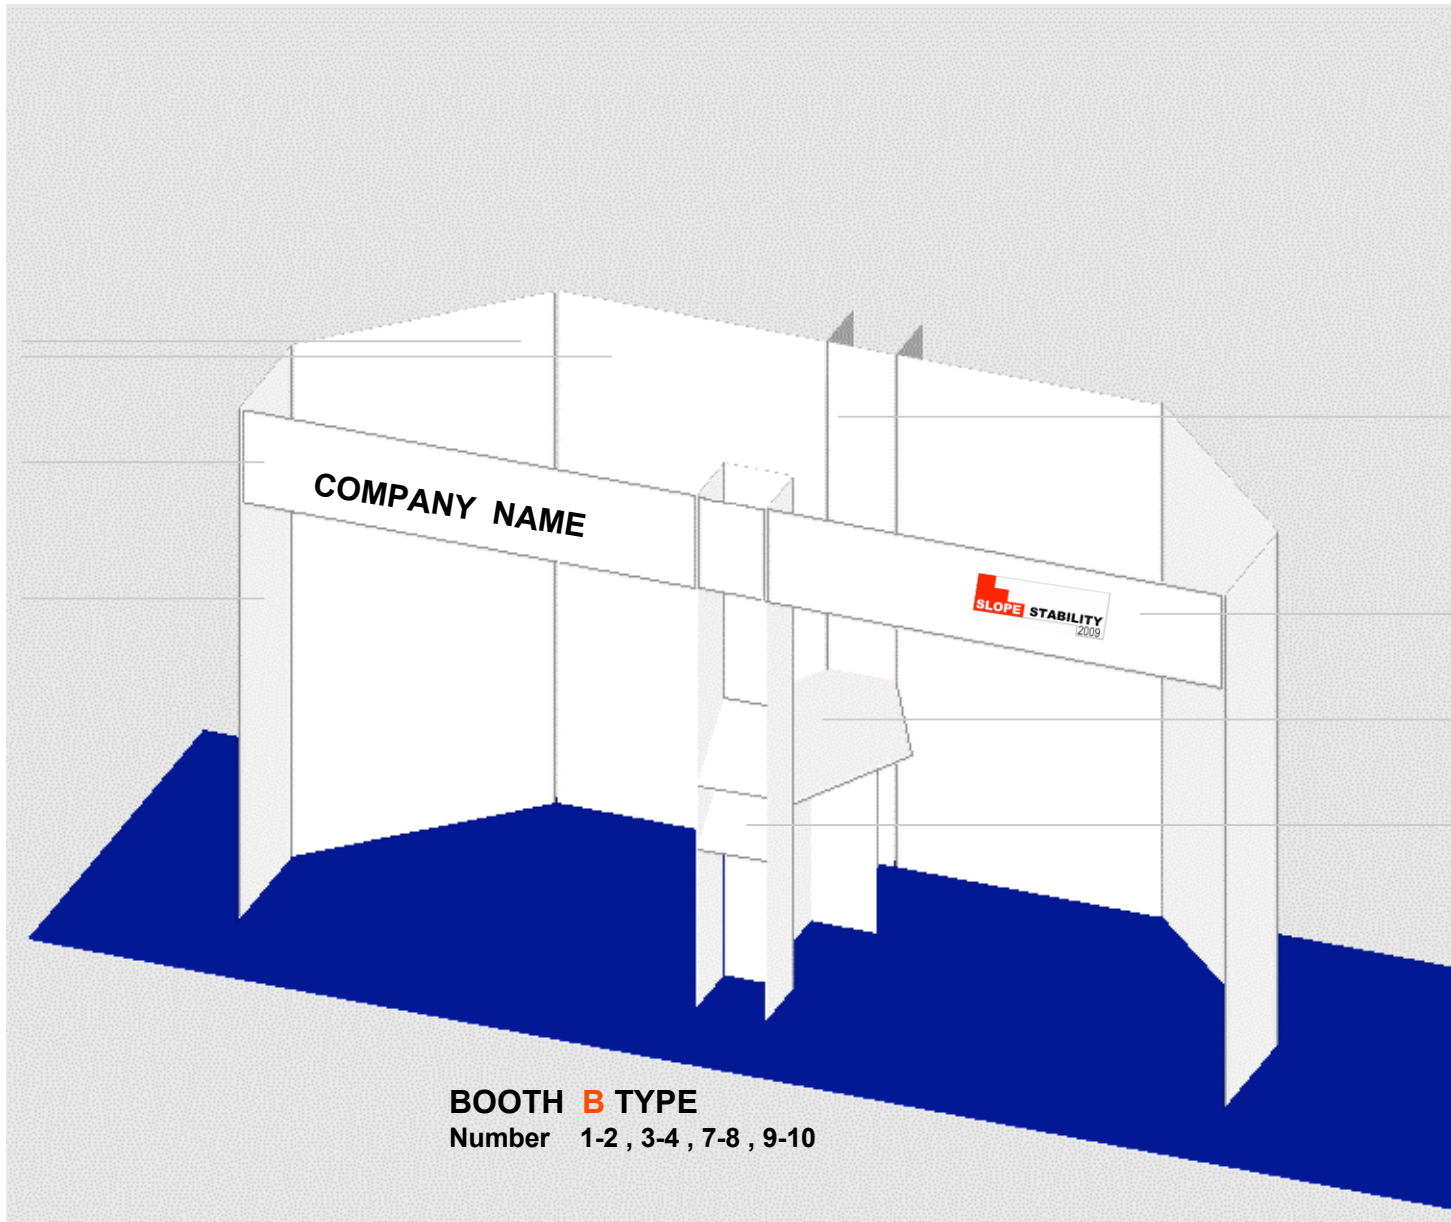 COMPANY NAME
SLOPE STABILITY
2009
BOOTH B TYPE
Number 1-2 , 3-4 , 7-8 , 9-10